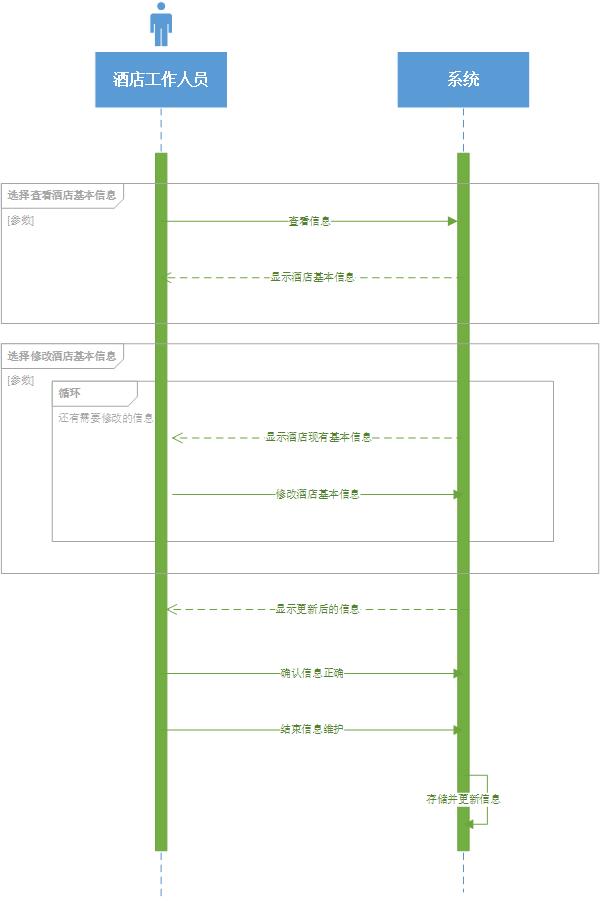 酒店工作人员
系统
选择查看酒店基本信息
[参数]
查看信息
显示酒店基本信息
选择修改酒店基本信息
[参数]
循环
还有需要修改的信息
显示酒店现有基本信息
修改酒店基本信息
显示更新后的信息
确认信息正确
结束信息维护
存储并更新信息